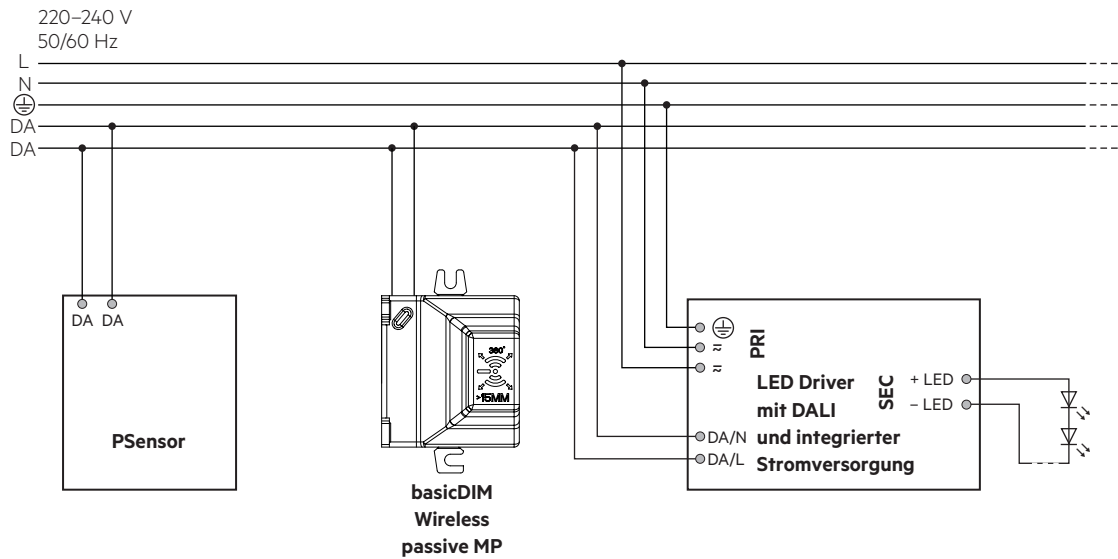 220–240 V
50/60 Hz
L
N
DA
DA
DA DA
PSensor
360°
>15MM
basicDIM
Wireless
passive MP
PRI
LED Driver
mit DALI
und integrierter
Stromversorgung
DA/N
DA/L
SEC
+ LED
– LED